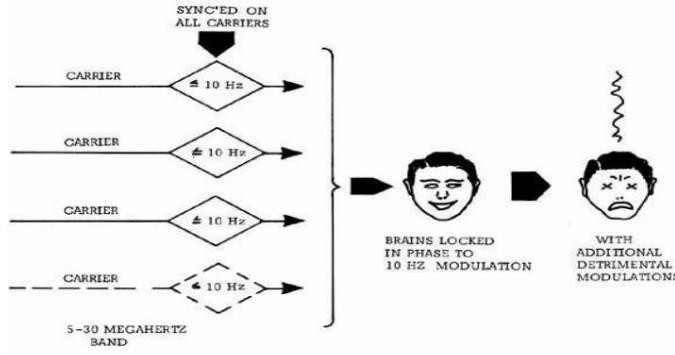 SYNC'ED ON
ALL CARRIERS
CARRIER
≤ 10 Hz
CARRIER
≤ 10 Hz
CARRIER
≤ 10 Hz
CARRIER
≤ 10 Hz
5-30 MEGAHERTZ
BAND
BRAINS LOCKED
IN PHASE TO
10 HZ MODULATION
WITH
ADDITIONAL
DETRIMENTAL
MODULATIONS